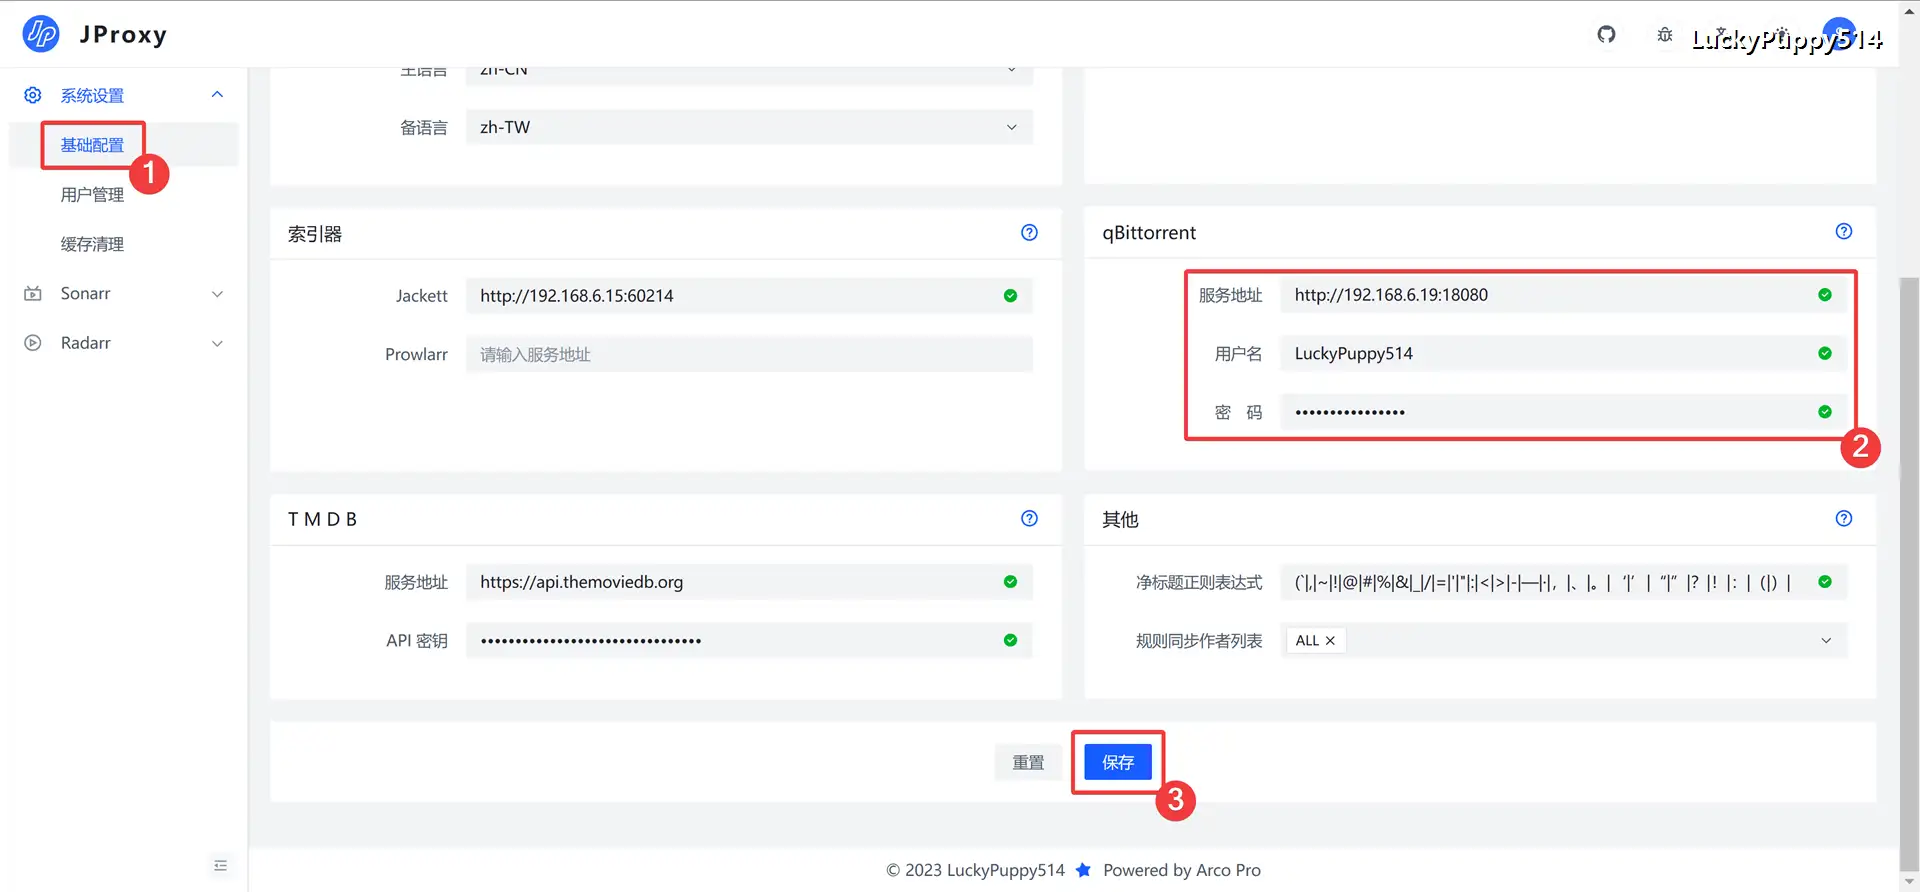 JProxy
LuckyPuppy514
系统设置
基础配置
1
用户管理
缓存清理
Sonarr
Radarr
主语言 zh-CN
备语言 zh-TW
索引器
Jackett http://192.168.6.15:60214
Prowlarr 请输入服务地址
qBittorrent
服务地址 http://192.168.6.19:18080
用户名 LuckyPuppy514
密 码 ••••••••••••••••
2
T M D B
服务地址 https://api.themoviedb.org
API 密钥 ••••••••••••••••••••••••••••••••
其他
净标题正则表达式 (`|,|~|!|@|#|%|&|_|/|=|'|"|:|<|>|-|—|·|，|、|。|‘|’|“|”|？|！|：|（|）|
规则同步作者列表 ALL ×
重置 保存
3
© 2023 LuckyPuppy514 ★ Powered by Arco Pro